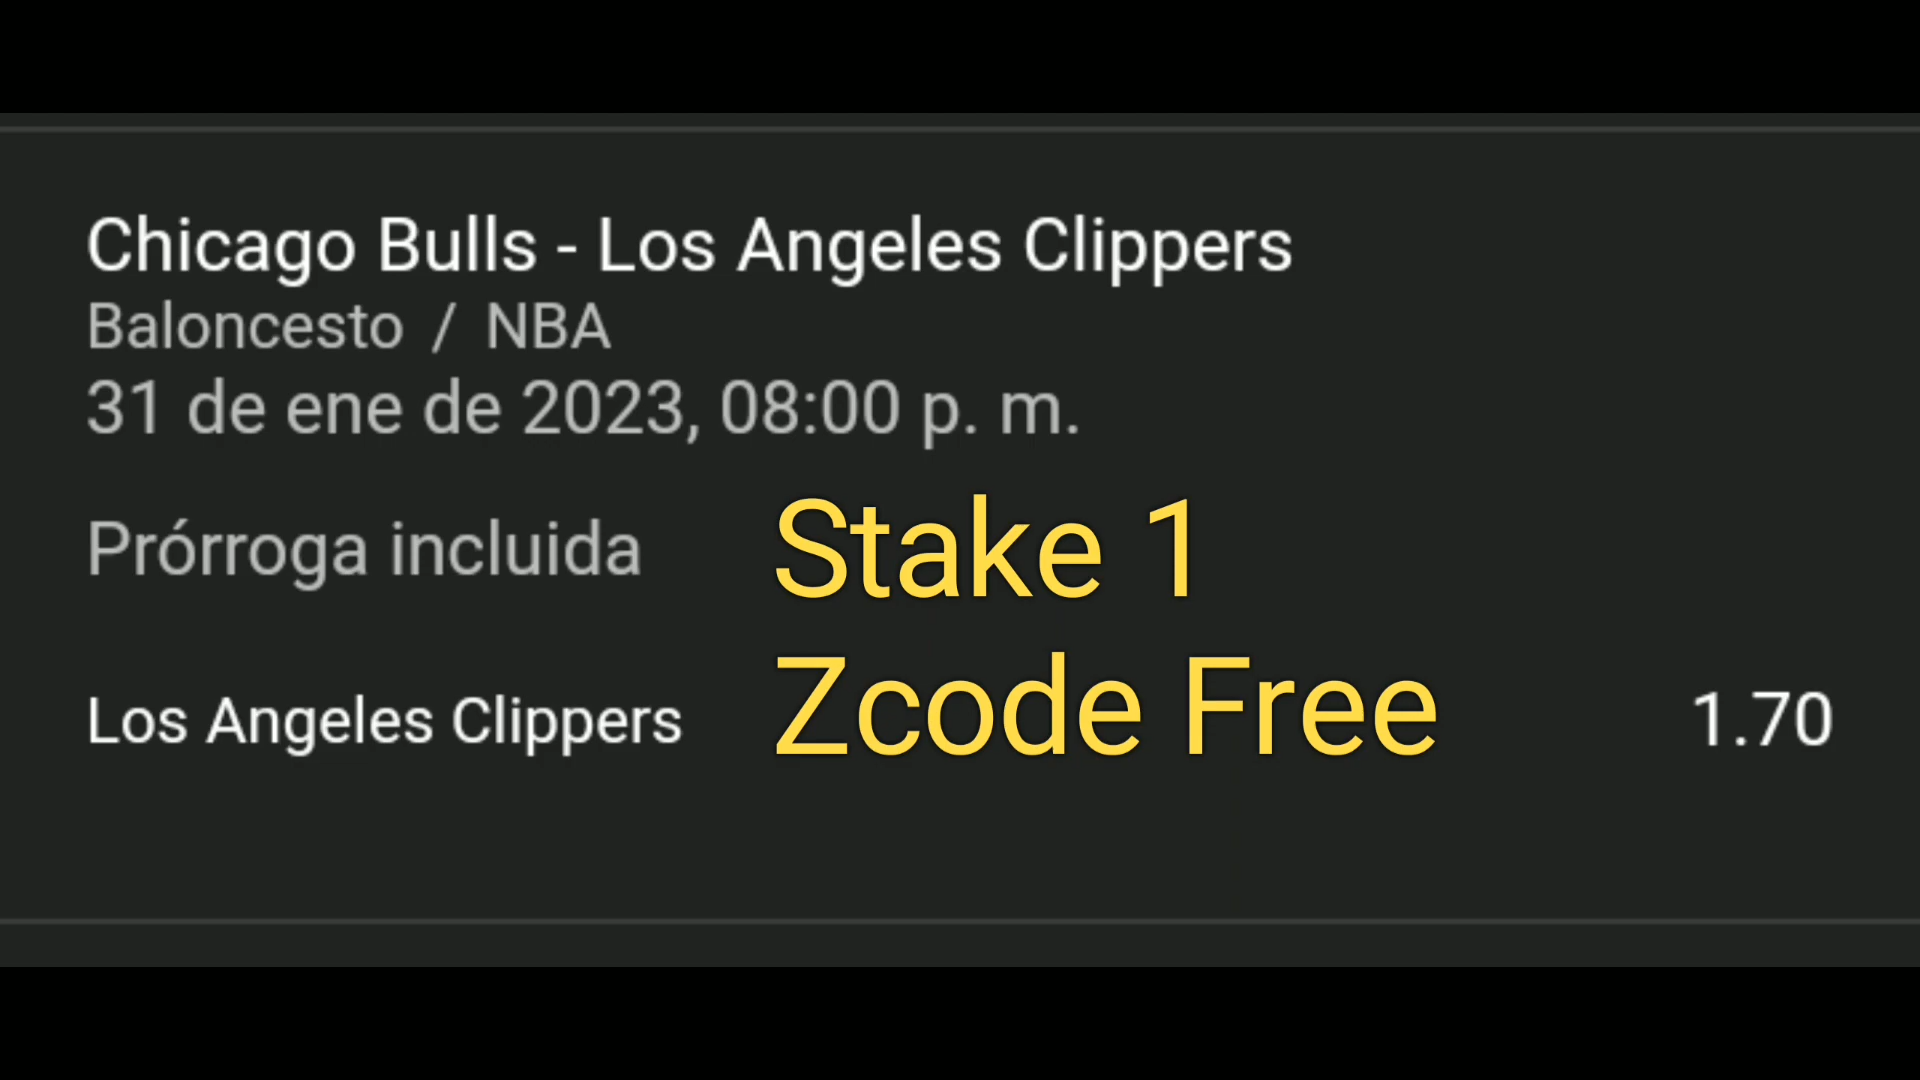 Chicago Bulls - Los Angeles Clippers
Baloncesto / NBA
31 de ene de 2023, 08:00 p. m.
Prórroga incluida
Stake 1
Los Angeles Clippers
Zcode Free
1.70